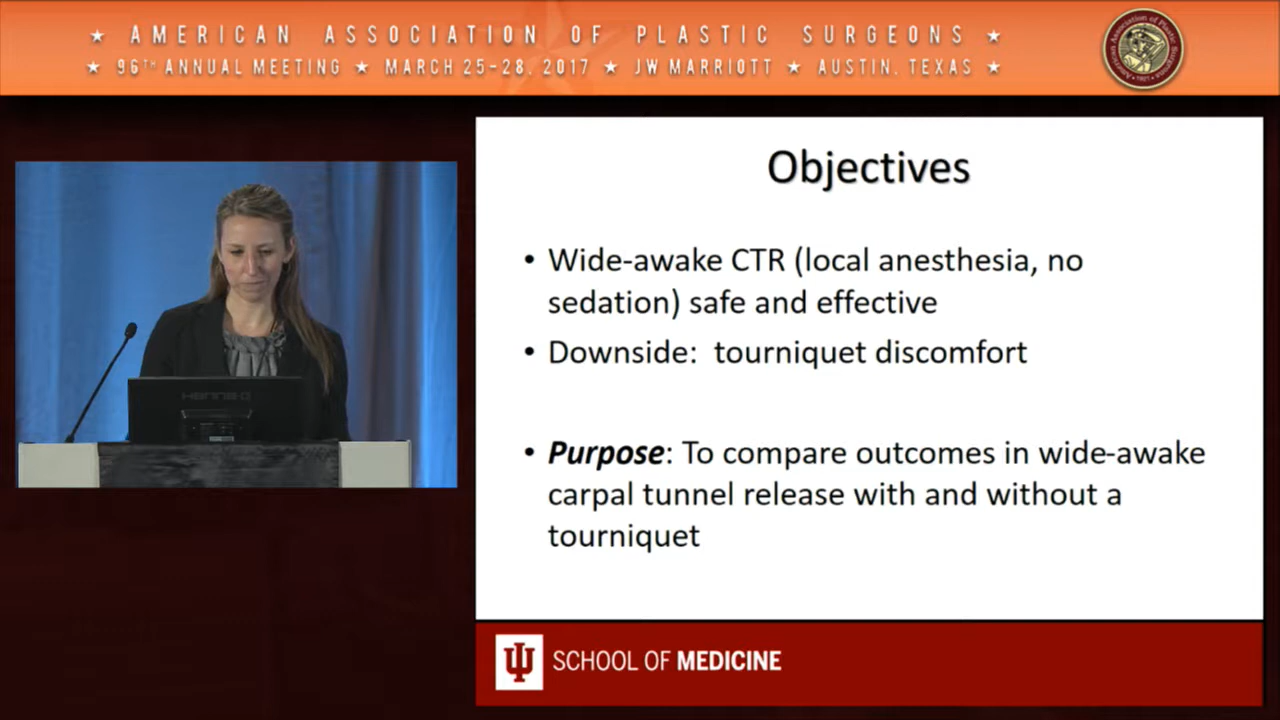 ★ AMERICAN ASSOCIATION OF PLASTIC SURGEONS ★
★ 96TH ANNUAL MEETING ★ MARCH 25-28, 2017 ★ JW MARRIOTT ★ AUSTIN, TEXAS ★
Objectives
• Wide-awake CTR (local anesthesia, no
sedation) safe and effective
• Downside: tourniquet discomfort
• Purpose: To compare outcomes in wide-awake
carpal tunnel release with and without a
tourniquet
SCHOOL OF MEDICINE